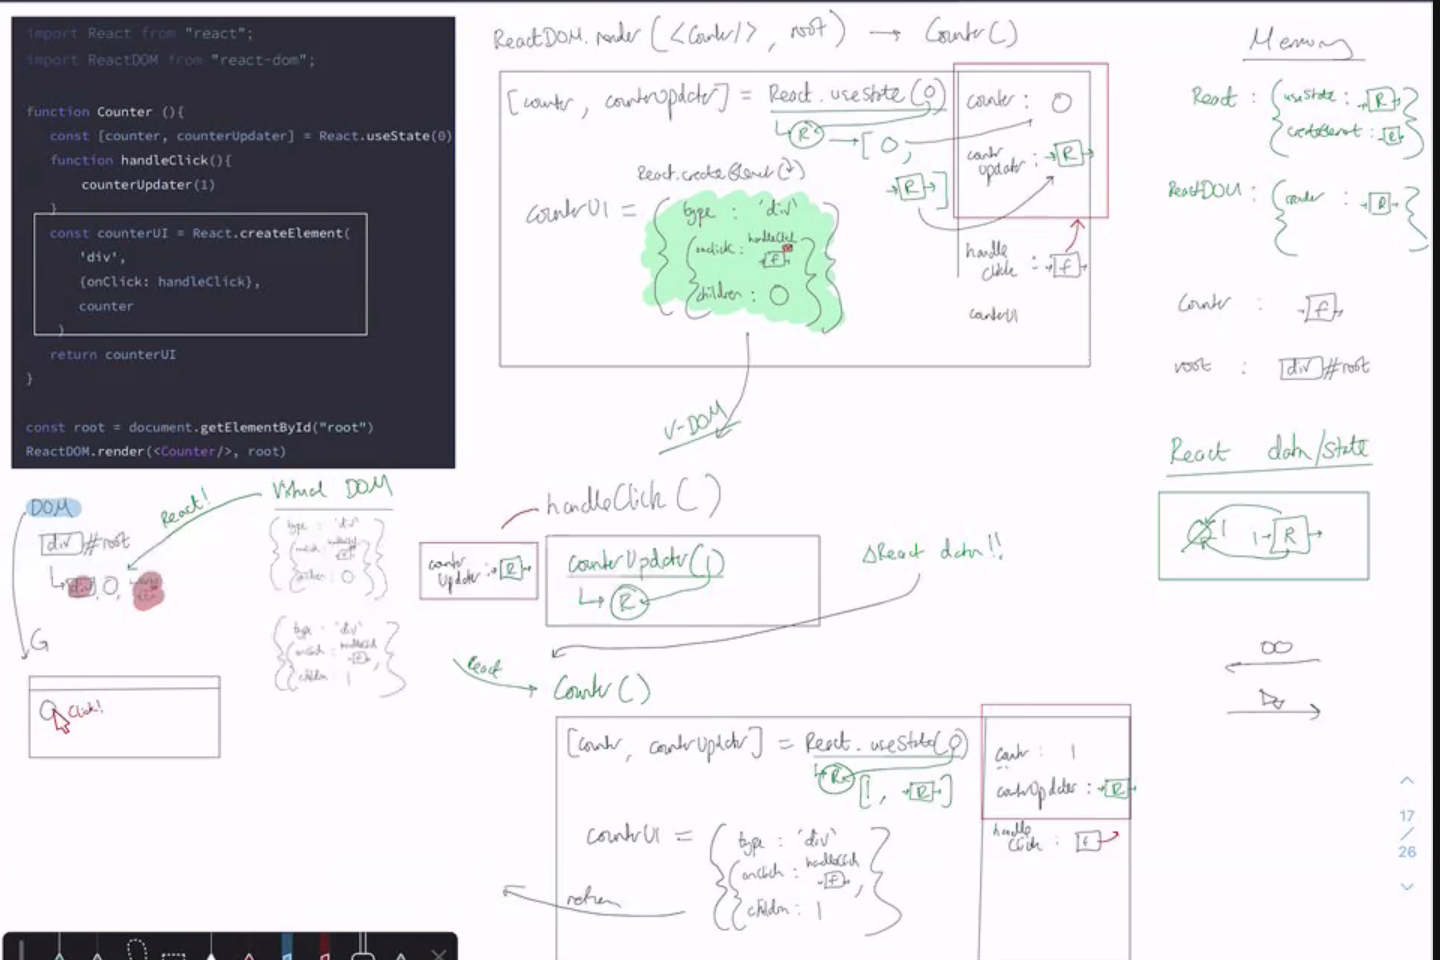 import React from "react";
import ReactDOM from "react-dom";
function Counter (){
const [counter, counterUpdater] = React.useState(0)
function handleClick(){
counterUpdater(1)
}
const counterUI = React.createElement(
'div',
{onClick: handleClick},
counter
)
return counterUI
}
const root = document.getElementById("root")
ReactDOM.render(<Counter/>, root)
ReactDOM.render(<Counter/>, root) → Counter()
[counter, counterUpdater] = React.useState(0)
R → [0,
R ]
React.createElement(
counterUI =
type : 'div'
onclick : handleClick
f
children : 0
counter : 0
counter updater : R
handle click : f
counterUI
V-DOM
Memory
React : { useState : R
createElement : R }
ReactDOM : { render : R }
Counter : f
root : div #root
React data/state
1 R
∞
DOM
div #root
div, 0,
React!
Virtual DOM
type : 'div'
onclick : handleClick
f
children : 0
type : 'div'
onclick : handleClick
f
children : 1
G
Click!
handleClick()
counter updater : R
counterUpdater(1)
R
ΔReact data!!
React
Counter()
[counter, counterUpdater] = React.useState(0)
R [1, R ]
counterUI =
type : 'div'
onclick : handleClick
f
children : 1
return
counter : 1
counterUpdater : R
handle click : f
17
/
26